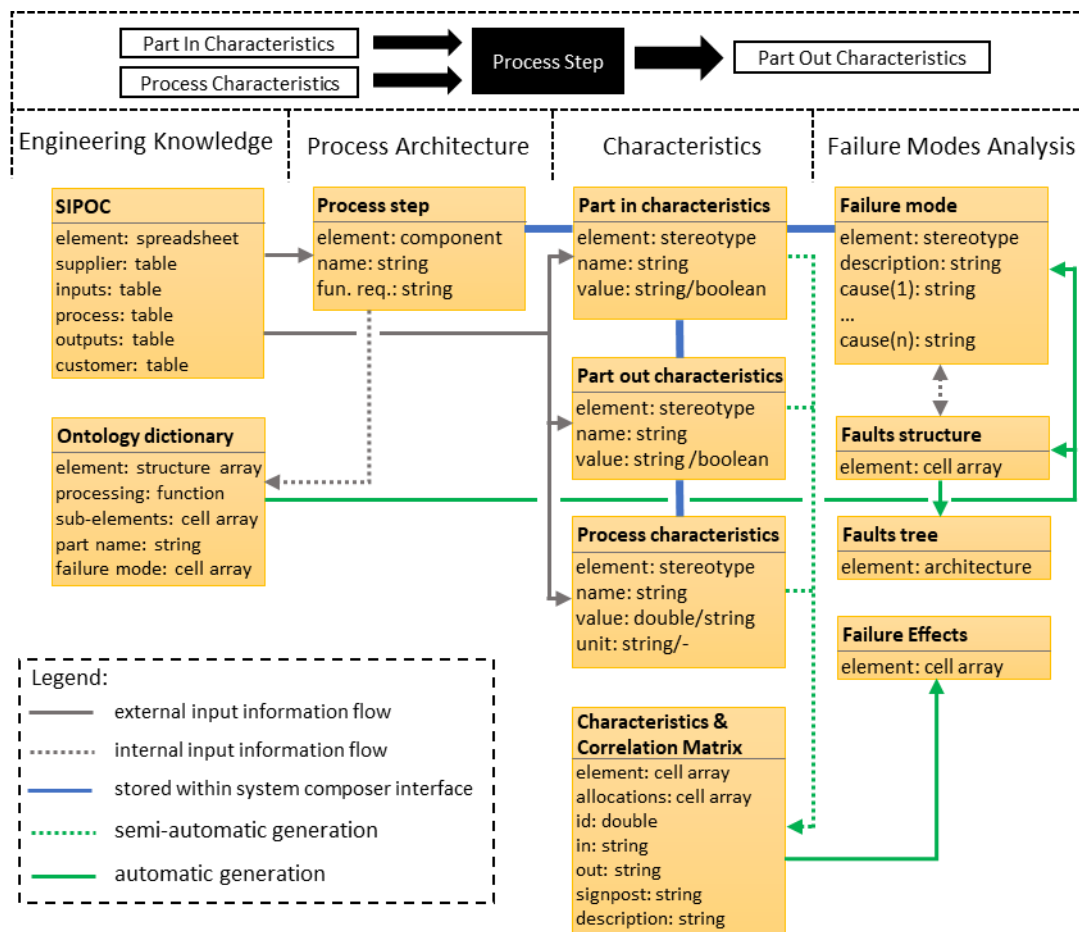 Part In Characteristics
Process Characteristics
Process Step
Part Out Characteristics
Engineering Knowledge
Process Architecture
Characteristics
Failure Modes Analysis
SIPOC
element: spreadsheet
supplier: table
inputs: table
process: table
outputs: table
customer: table
Ontology dictionary
element: structure array
processing: function
sub-elements: cell array
part name: string
failure mode: cell array
Process step
element: component
name: string
fun. req.: string
Part in characteristics
element: stereotype
name: string
value: string/boolean
Part out characteristics
element: stereotype
name: string
value: string /boolean
Process characteristics
element: stereotype
name: string
value: double/string
unit: string/-
Characteristics &
Correlation Matrix
element: cell array
allocations: cell array
id: double
in: string
out: string
signpost: string
description: string
Failure mode
element: stereotype
description: string
cause(1): string
...
cause(n): string
Faults structure
element: cell array
Faults tree
element: architecture
Failure Effects
element: cell array
Legend:
external input information flow
internal input information flow
stored within system composer interface
semi-automatic generation
automatic generation